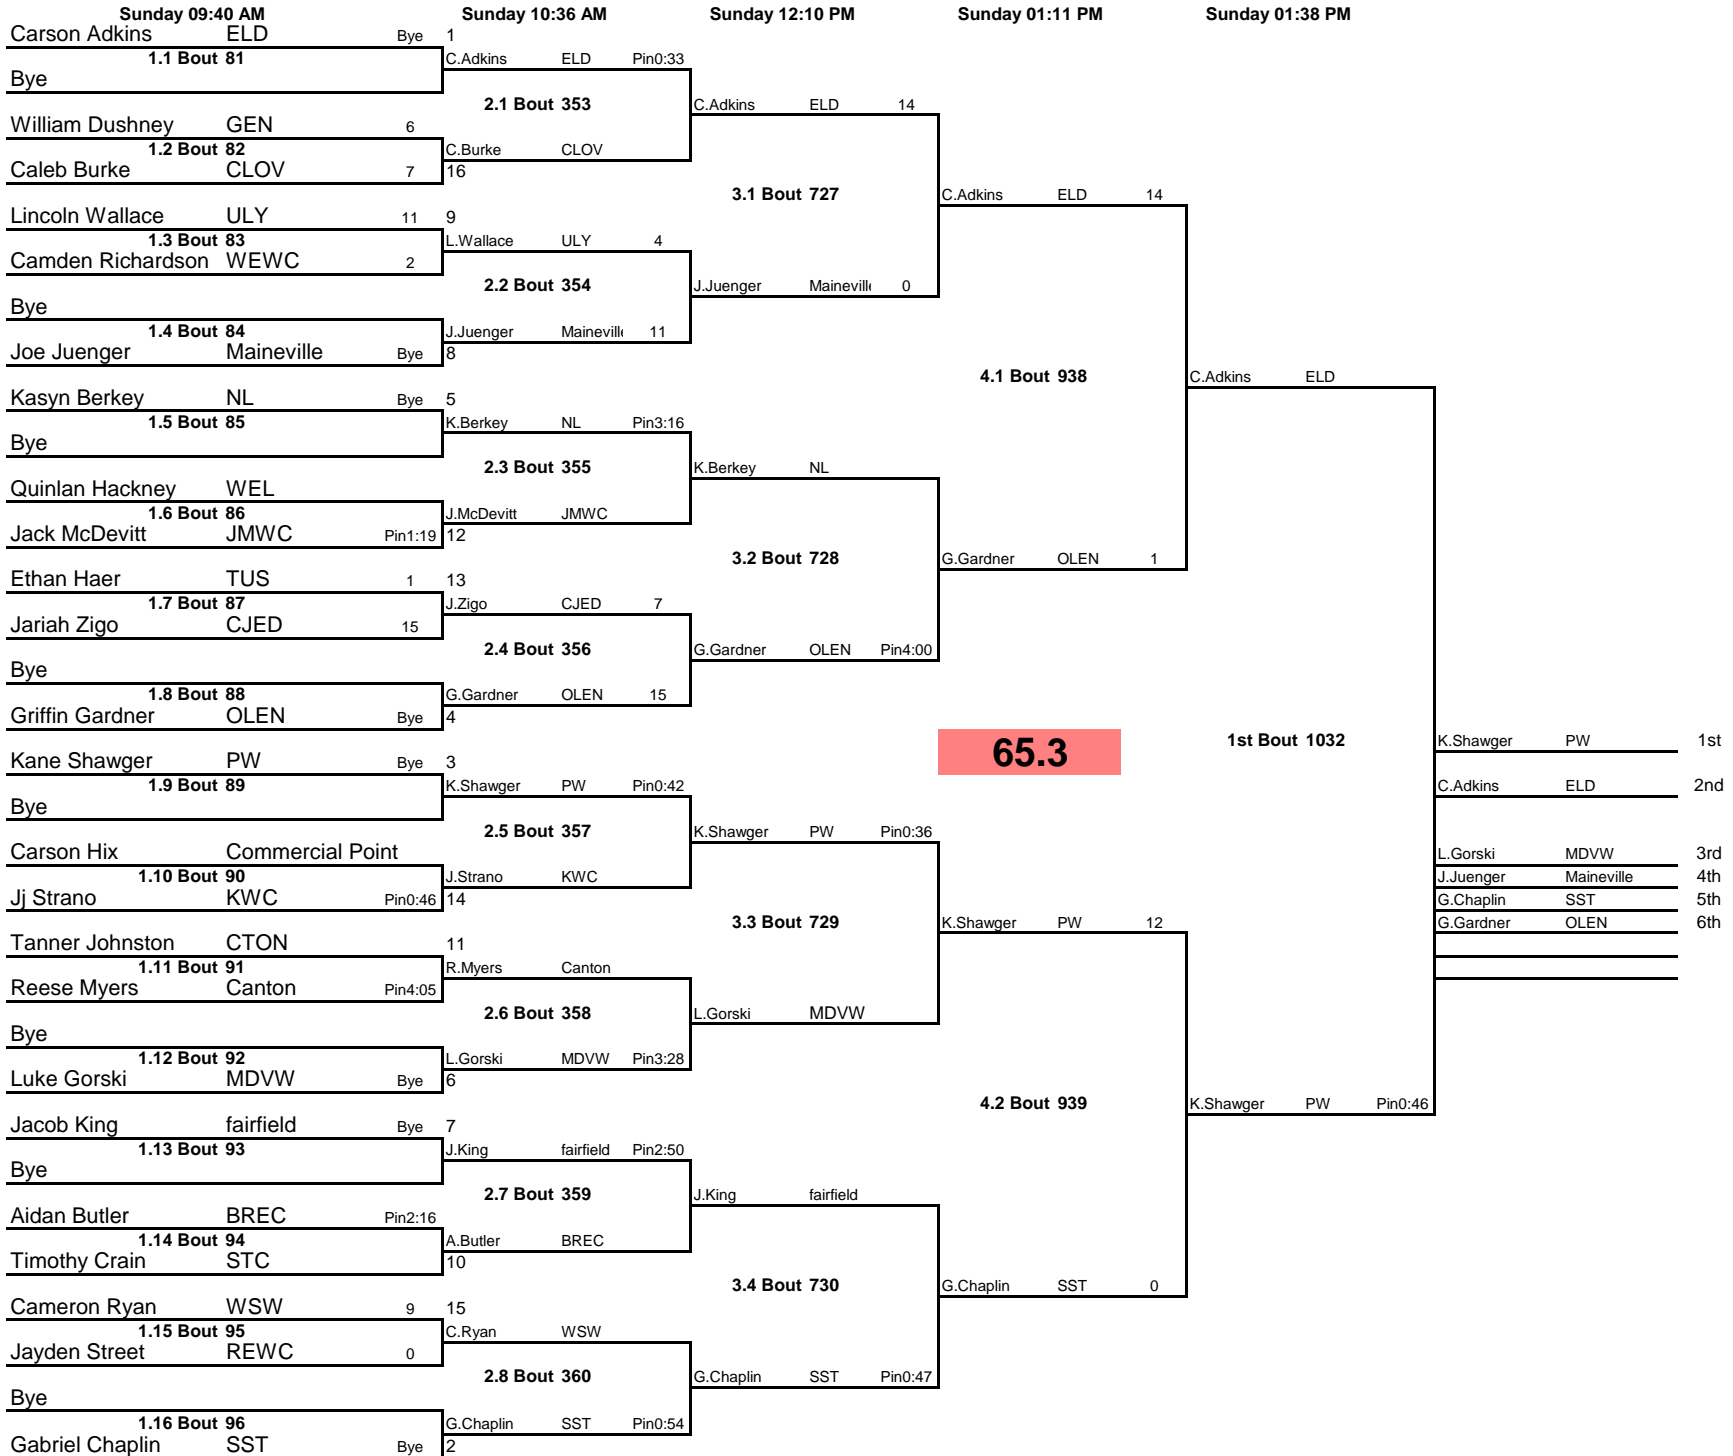 Sunday 09:40 AM Sunday 10:36 AM Sunday 12:10 PM Sunday 01:11 PM Sunday 01:38 PM
Carson Adkins ELD Bye 1
1.1 Bout 81 C.Adkins ELD Pin0:33
Bye
2.1 Bout 353 C.Adkins ELD 14
William Dushney GEN 6
1.2 Bout 82 C.Burke CLOV
Caleb Burke CLOV 7 16
3.1 Bout 727 C.Adkins ELD 14
Lincoln Wallace ULY 11 9
1.3 Bout 83 L.Wallace ULY 4
Camden Richardson WEWC 2
2.2 Bout 354 J.Juenger Maineville 0
Bye
1.4 Bout 84 J.Juenger Maineville 11
Joe Juenger Maineville Bye 8
4.1 Bout 938 C.Adkins ELD
Kasyn Berkey NL Bye 5
1.5 Bout 85 K.Berkey NL Pin3:16
Bye
2.3 Bout 355 K.Berkey NL
Quinlan Hackney WEL
1.6 Bout 86 J.McDevitt JMWC
Jack McDevitt JMWC Pin1:19 12
3.2 Bout 728 G.Gardner OLEN 1
Ethan Haer TUS 1 13
1.7 Bout 87 J.Zigo CJED 7
Jariah Zigo CJED 15
2.4 Bout 356 G.Gardner OLEN Pin4:00
Bye
1.8 Bout 88 G.Gardner OLEN 15
Griffin Gardner OLEN Bye 4
65.3 1st Bout 1032 K.Shawger PW 1st
Kane Shawger PW Bye 3
1.9 Bout 89 K.Shawger PW Pin0:42 C.Adkins ELD 2nd
Bye
2.5 Bout 357 K.Shawger PW Pin0:36
Carson Hix Commercial Point L.Gorski MDVW 3rd
1.10 Bout 90 J.Strano KWC J.Juenger Maineville 4th
Jj Strano KWC Pin0:46 14 G.Chaplin SST 5th
3.3 Bout 729 K.Shawger PW 12 G.Gardner OLEN 6th
Tanner Johnston CTON 11
1.11 Bout 91 R.Myers Canton
Reese Myers Canton Pin4:05
2.6 Bout 358 L.Gorski MDVW
Bye
1.12 Bout 92 L.Gorski MDVW Pin3:28
Luke Gorski MDVW Bye 6
4.2 Bout 939 K.Shawger PW Pin0:46
Jacob King fairfield Bye 7
1.13 Bout 93 J.King fairfield Pin2:50
Bye
2.7 Bout 359 J.King fairfield
Aidan Butler BREC Pin2:16
1.14 Bout 94 A.Butler BREC
Timothy Crain STC 10
3.4 Bout 730 G.Chaplin SST 0
Cameron Ryan WSW 9 15
1.15 Bout 95 C.Ryan WSW
Jayden Street REWC 0
2.8 Bout 360 G.Chaplin SST Pin0:47
Bye
1.16 Bout 96 G.Chaplin SST Pin0:54
Gabriel Chaplin SST Bye 2